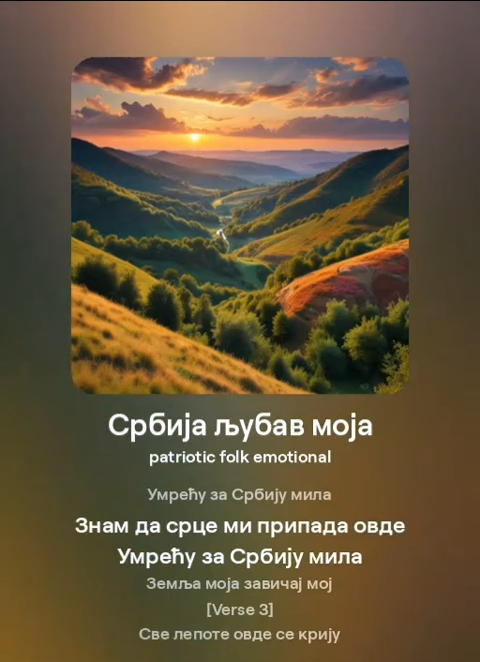 Србија љубав моја
patriotic folk emotional
Умрећу за Србију мила
Знам да срце ми припада овде
Умрећу за Србију мила
Земља моја завичај мој
[Verse 3]
Све лепоте овде се крију